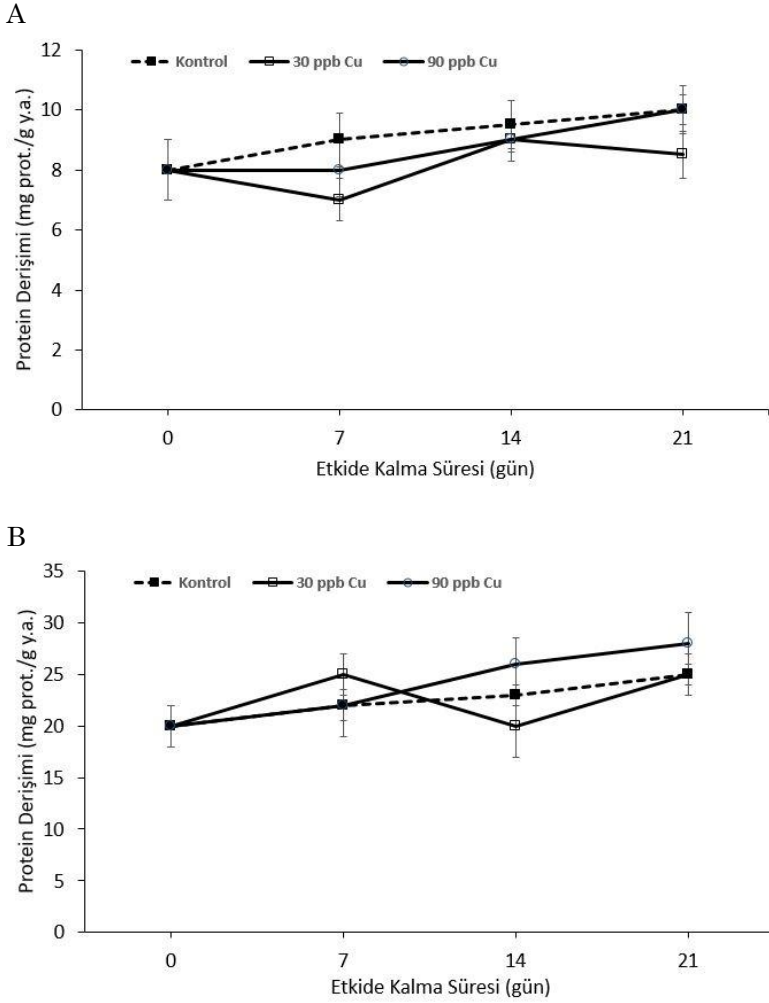 A
Protein Derişimi (mg prot./g y.a.)
12
10
8
6
4
2
0
Kontrol 30 ppb Cu 90 ppb Cu
0 7 14 21
Etkide Kalma Süresi (gün)
B
Protein Derişimi (mg prot./g y.a.)
35
30
25
20
15
10
5
0
Kontrol 30 ppb Cu 90 ppb Cu
0 7 14 21
Etkide Kalma Süresi (gün)